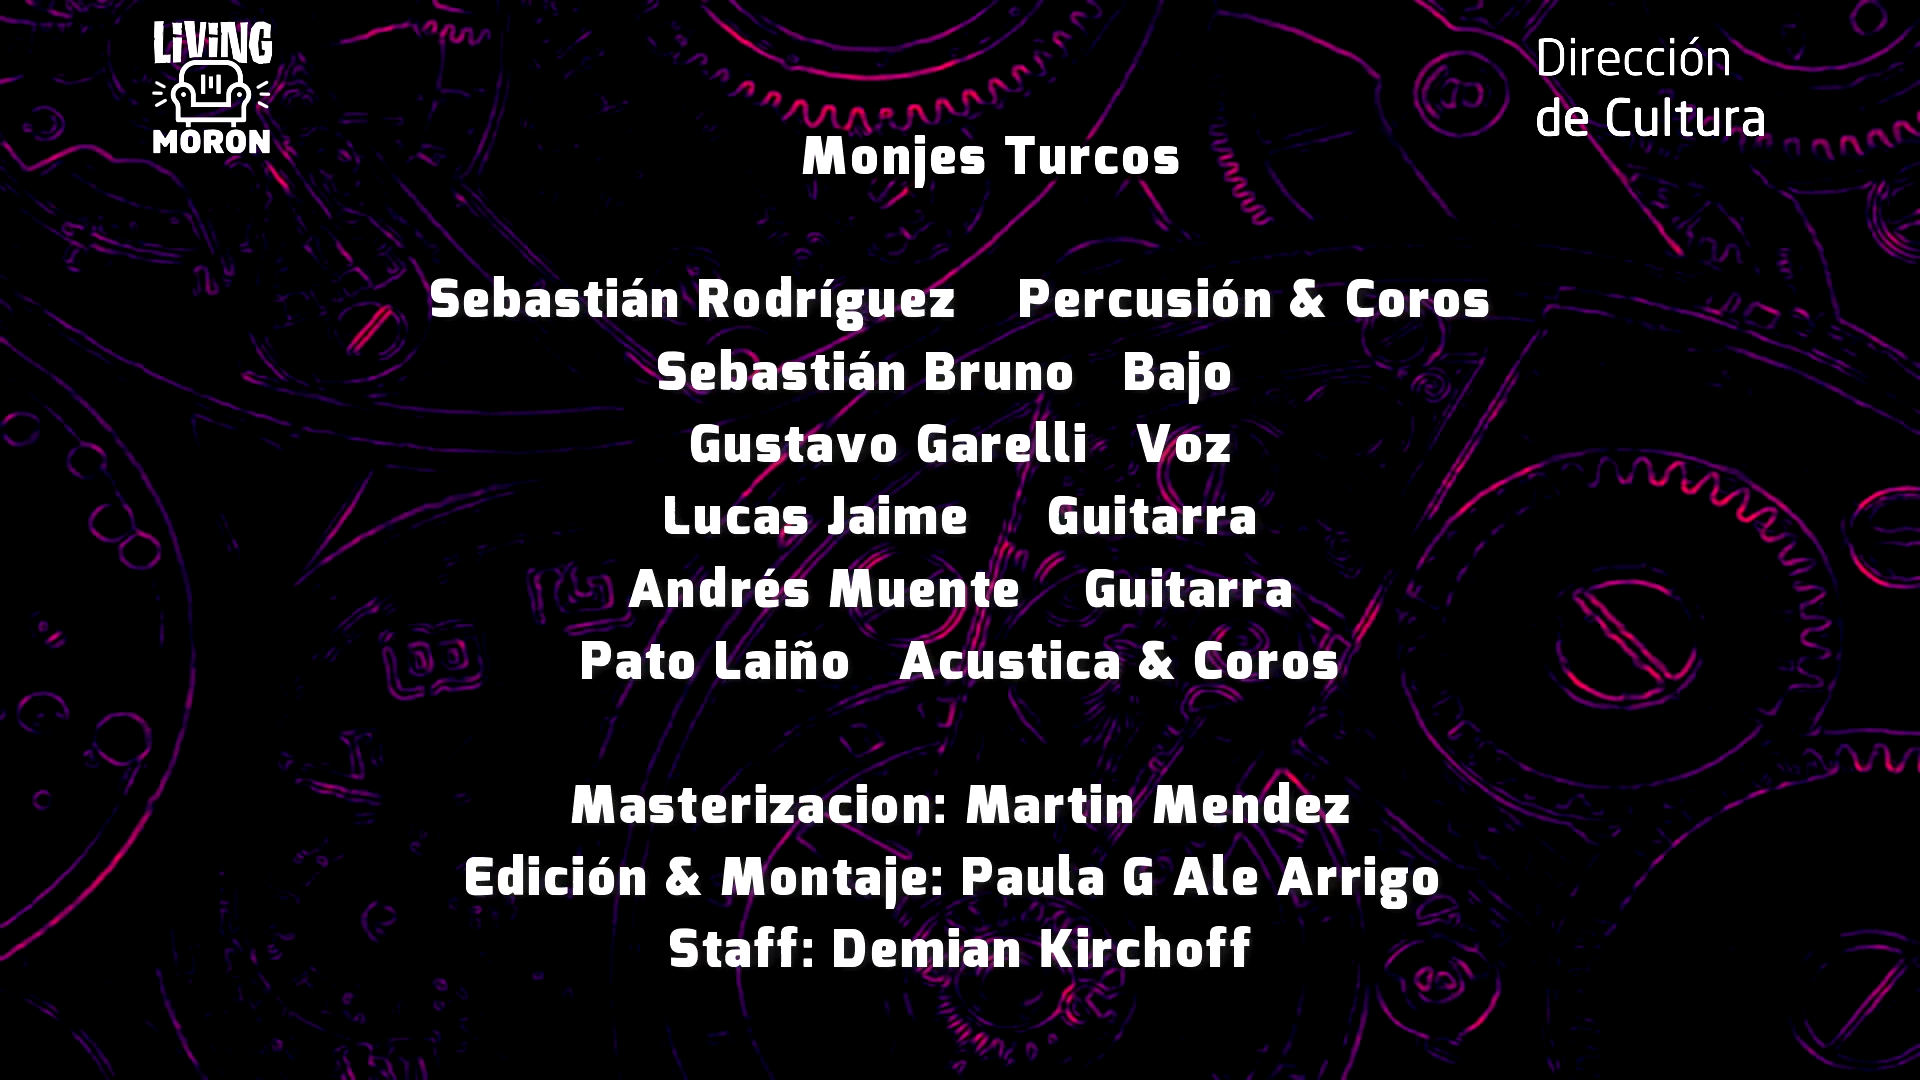 LiViNG
MORÓN
Dirección
de Cultura
Monjes Turcos
Sebastián Rodríguez Percusión & Coros
Sebastián Bruno Bajo
Gustavo Garelli Voz
Lucas Jaime Guitarra
Andrés Muente Guitarra
Pato Laiño Acustica & Coros
Masterizacion: Martin Mendez
Edición & Montaje: Paula G Ale Arrigo
Staff: Demian Kirchoff